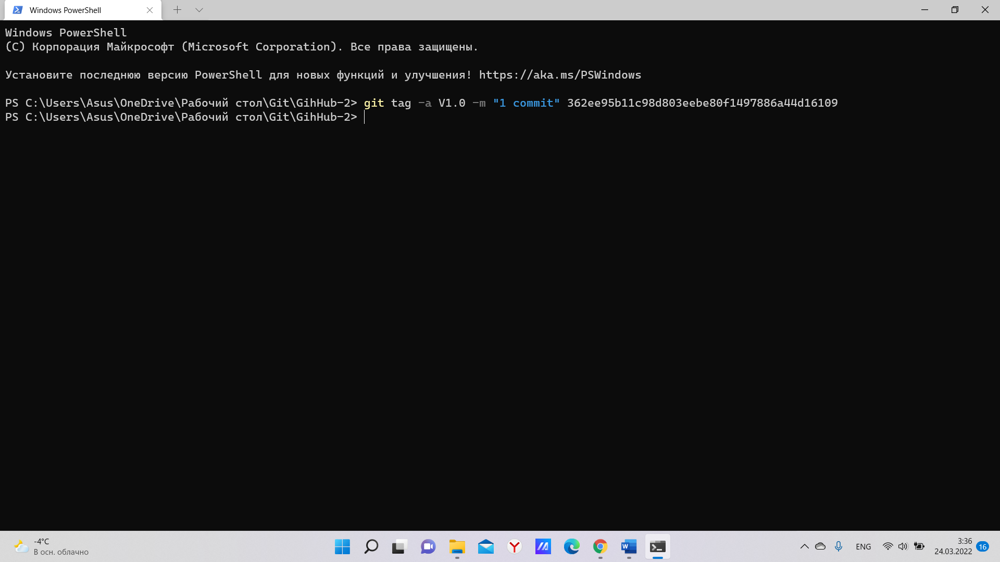 Windows PowerShell
Windows PowerShell
(C) Корпорация Майкрософт (Microsoft Corporation). Все права защищены.
Установите последнюю версию PowerShell для новых функций и улучшения! https://aka.ms/PSWindows
PS C:\Users\Asus\OneDrive\Рабочий стол\Git\GihHub-2> git tag -a V1.0 -m "1 commit" 362ee95b11c98d803eebe80f1497886a44d16109
PS C:\Users\Asus\OneDrive\Рабочий стол\Git\GihHub-2>
-4°C
В осн. облачно
ENG
3:36
24.03.2022
16